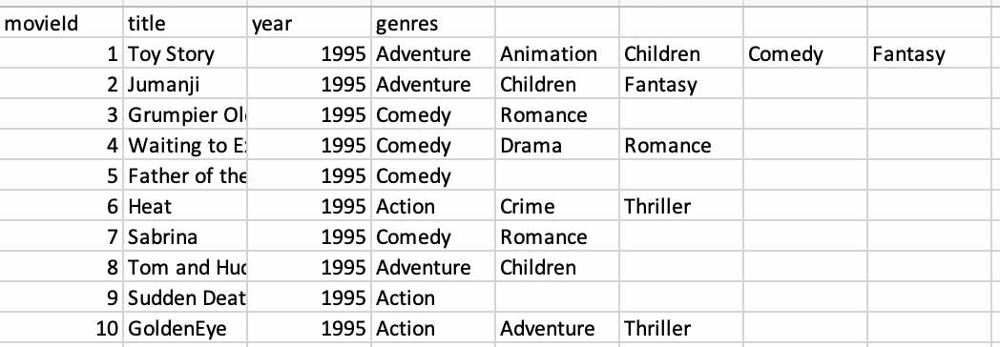 movieId title year genres
1 Toy Story 1995 Adventure Animation Children Comedy Fantasy
2 Jumanji 1995 Adventure Children Fantasy
3 Grumpier Ol 1995 Comedy Romance
4 Waiting to E 1995 Comedy Drama Romance
5 Father of the 1995 Comedy
6 Heat 1995 Action Crime Thriller
7 Sabrina 1995 Comedy Romance
8 Tom and Huc 1995 Adventure Children
9 Sudden Deat 1995 Action
10 GoldenEye 1995 Action Adventure Thriller